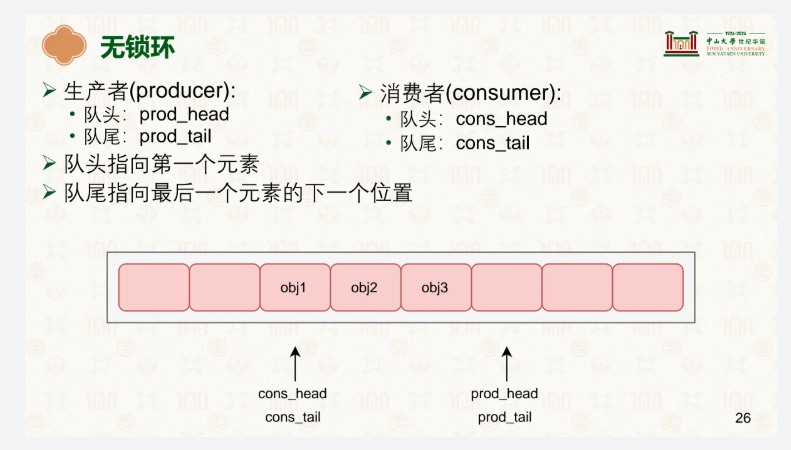 无锁环
1924-2024
中山大学 世纪华诞
100th ANNIVERSARY
SUN YAT-SEN UNIVERSITY
生产者(producer):
队头：prod_head
队尾：prod_tail
消费者(consumer):
队头：cons_head
队尾：cons_tail
队头指向第一个元素
队尾指向最后一个元素的下一个位置
obj1 obj2 obj3
cons_head
cons_tail
prod_head
prod_tail
26